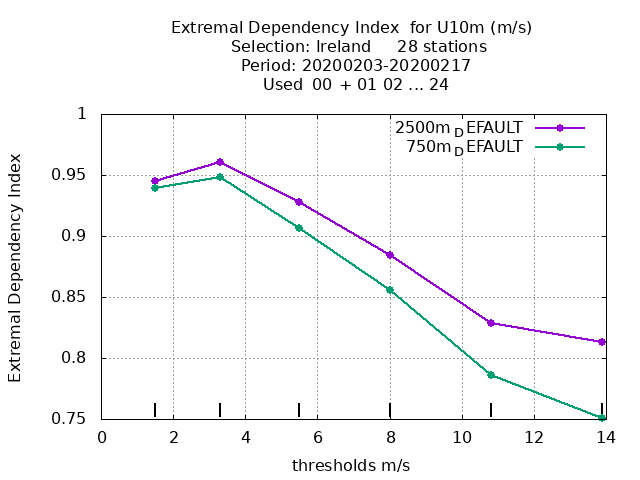 Extremal Dependency Index  for U10m (m/s)
Selection: Ireland     28 stations
Period: 20200203-20200217
Used  00 + 01 02 ... 24
2500mDEFAULT
750mDEFAULT
1
0.95
0.9
0.85
0.8
0.75
Extremal Dependency Index
0 2 4 6 8 10 12 14
thresholds m/s